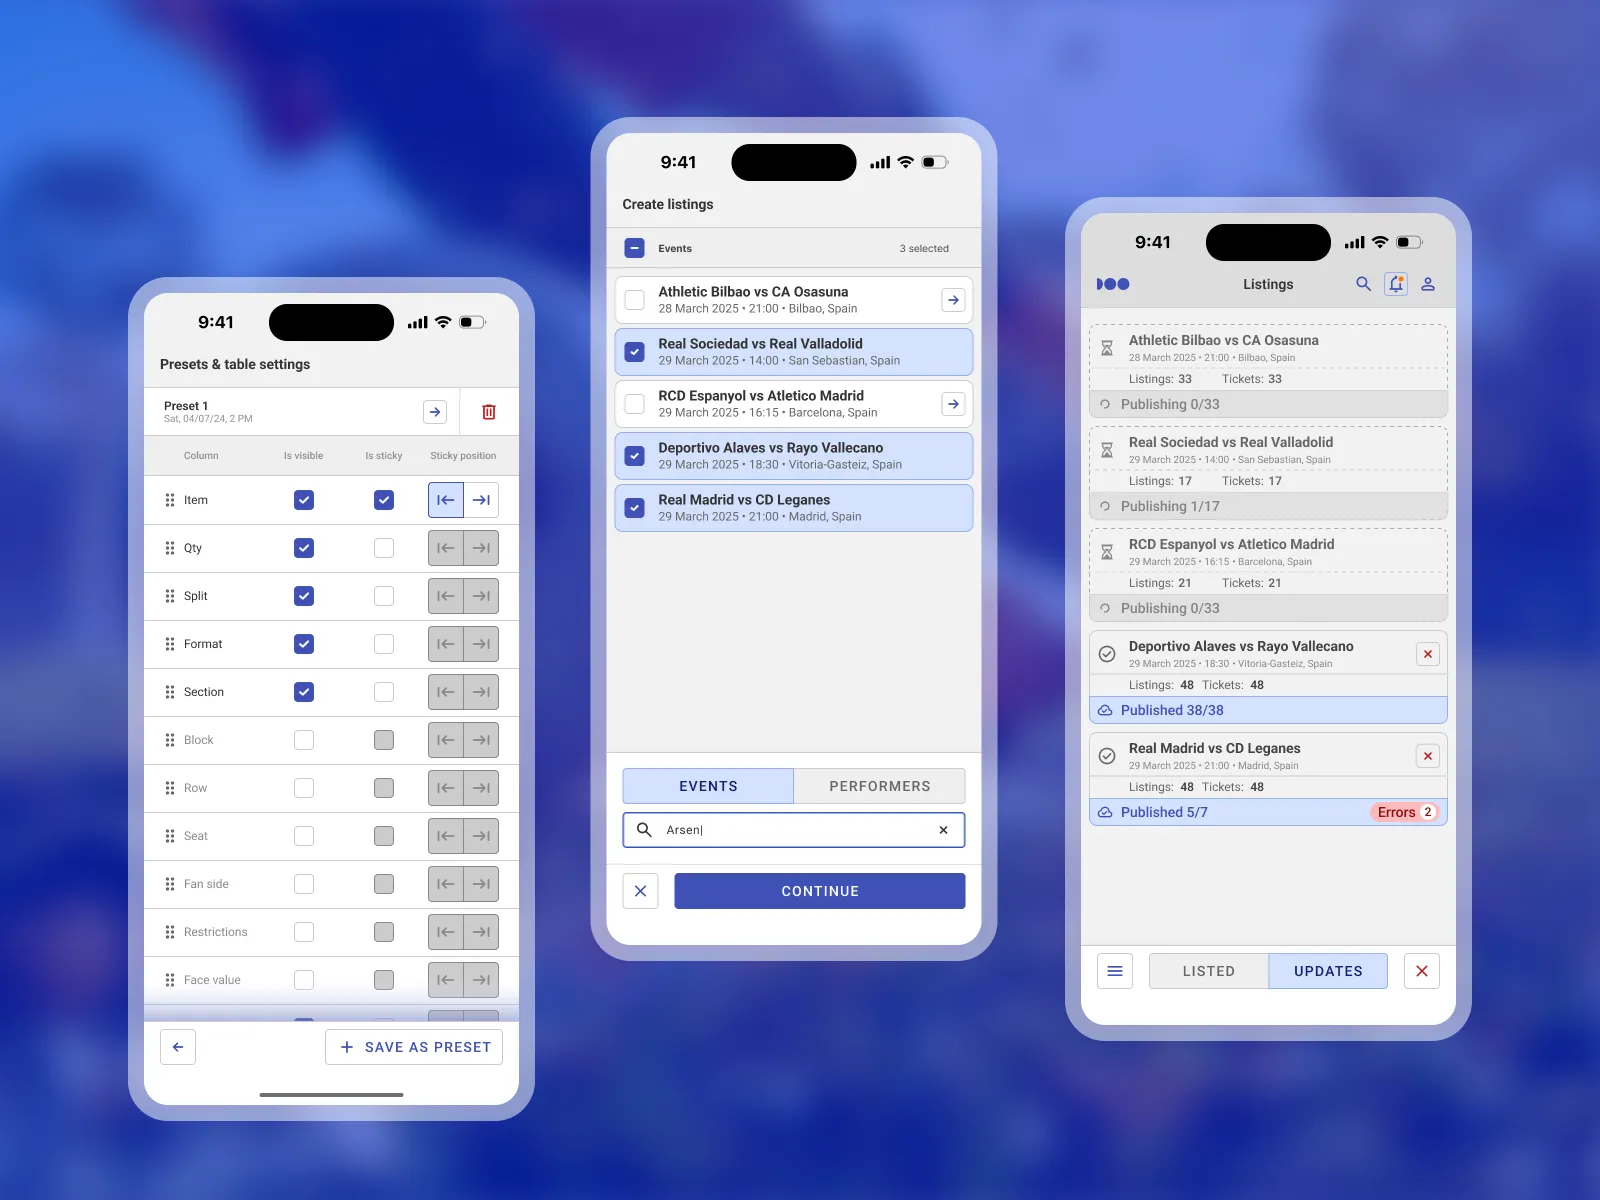 9:41
Presets & table settings
Preset 1
Sat, 04/07/24, 2 PM
Column Is visible Is sticky Sticky position
Item
Qty
Split
Format
Section
Block
Row
Seat
Fan side
Restrictions
Face value
SAVE AS PRESET
9:41
Create listings
Events 3 selected
Athletic Bilbao vs CA Osasuna
28 March 2025 • 21:00 • Bilbao, Spain
Real Sociedad vs Real Valladolid
29 March 2025 • 14:00 • San Sebastian, Spain
RCD Espanyol vs Atletico Madrid
29 March 2025 • 16:15 • Barcelona, Spain
Deportivo Alaves vs Rayo Vallecano
29 March 2025 • 18:30 • Vitoria-Gasteiz, Spain
Real Madrid vs CD Leganes
29 March 2025 • 21:00 • Madrid, Spain
EVENTS PERFORMERS
Arsen
CONTINUE
9:41
Listings
Athletic Bilbao vs CA Osasuna
28 March 2025 • 21:00 • Bilbao, Spain
Listings: 33 Tickets: 33
Publishing 0/33
Real Sociedad vs Real Valladolid
29 March 2025 • 14:00 • San Sebastian, Spain
Listings: 17 Tickets: 17
Publishing 1/17
RCD Espanyol vs Atletico Madrid
29 March 2025 • 16:15 • Barcelona, Spain
Listings: 21 Tickets: 21
Publishing 0/33
Deportivo Alaves vs Rayo Vallecano
29 March 2025 • 18:30 • Vitoria-Gasteiz, Spain
Listings: 48 Tickets: 48
Published 38/38
Real Madrid vs CD Leganes
29 March 2025 • 21:00 • Madrid, Spain
Listings: 48 Tickets: 48
Published 5/7 Errors 2
LISTED UPDATES